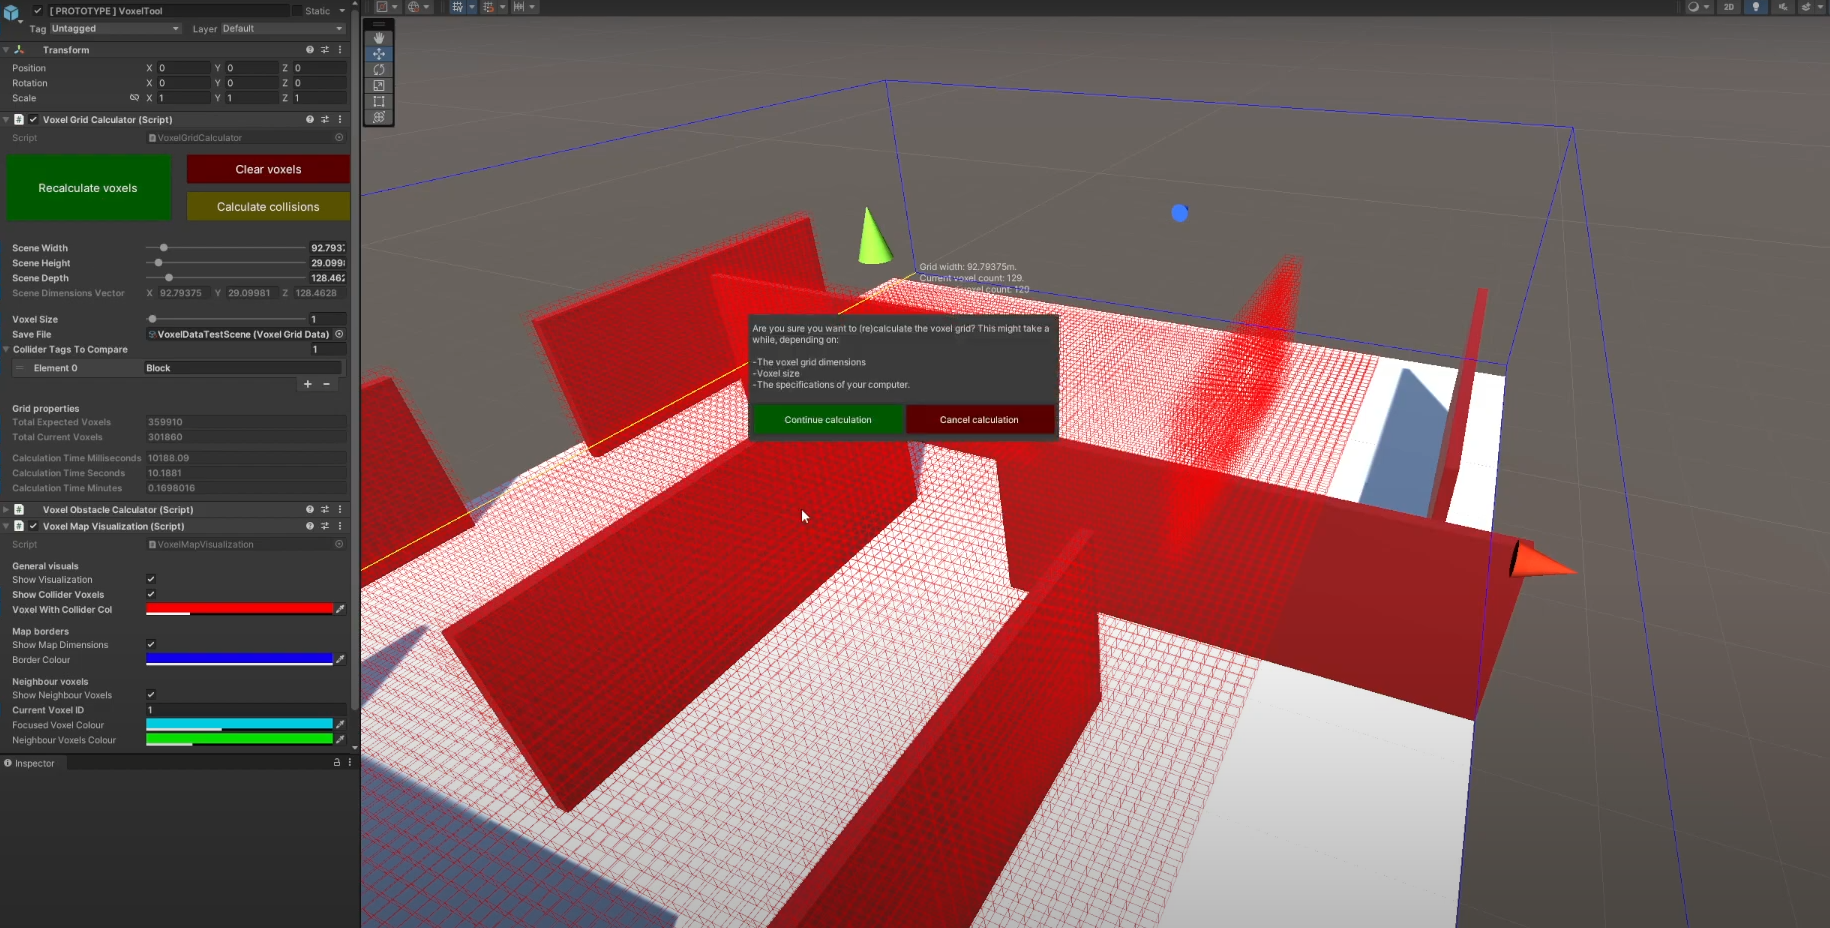 [ PROTOTYPE ] VoxelTool Static
Tag Untagged Layer Default
Transform
Position X 0 Y 0 Z 0
Rotation X 0 Y 0 Z 0
Scale X 1 Y 1 Z 1
Voxel Grid Calculator (Script)
Script VoxelGridCalculator
Recalculate voxels
Clear voxels
Calculate collisions
Scene Width 92.793
Scene Height 29.099
Scene Depth 128.462
Scene Dimensions Vector X 92.79375 Y 29.09981 Z 128.4628
Voxel Size 1
Save File VoxelDataTestScene (Voxel Grid Data)
Collider Tags To Compare 1
Element 0 Block
+ −
Grid properties
Total Expected Voxels 359910
Total Current Voxels 301860
Calculation Time Milliseconds 10188.09
Calculation Time Seconds 10.1881
Calculation Time Minutes 0.1698016
Voxel Obstacle Calculator (Script)
Voxel Map Visualization (Script)
Script VoxelMapVisualization
General visuals
Show Visualization
Show Collider Voxels
Voxel With Collider Col
Map borders
Show Map Dimensions
Border Colour
Neighbour voxels
Show Neighbour Voxels
Current Voxel ID 1
Focused Voxel Colour
Neighbour Voxels Colour
Inspector
2D
Grid width: 92.79375m.
Current voxel count: 129.
voxel count: 129
Are you sure you want to (re)calculate the voxel grid? This might take a
while, depending on:
-The voxel grid dimensions
-Voxel size
-The specifications of your computer.
Continue calculation Cancel calculation